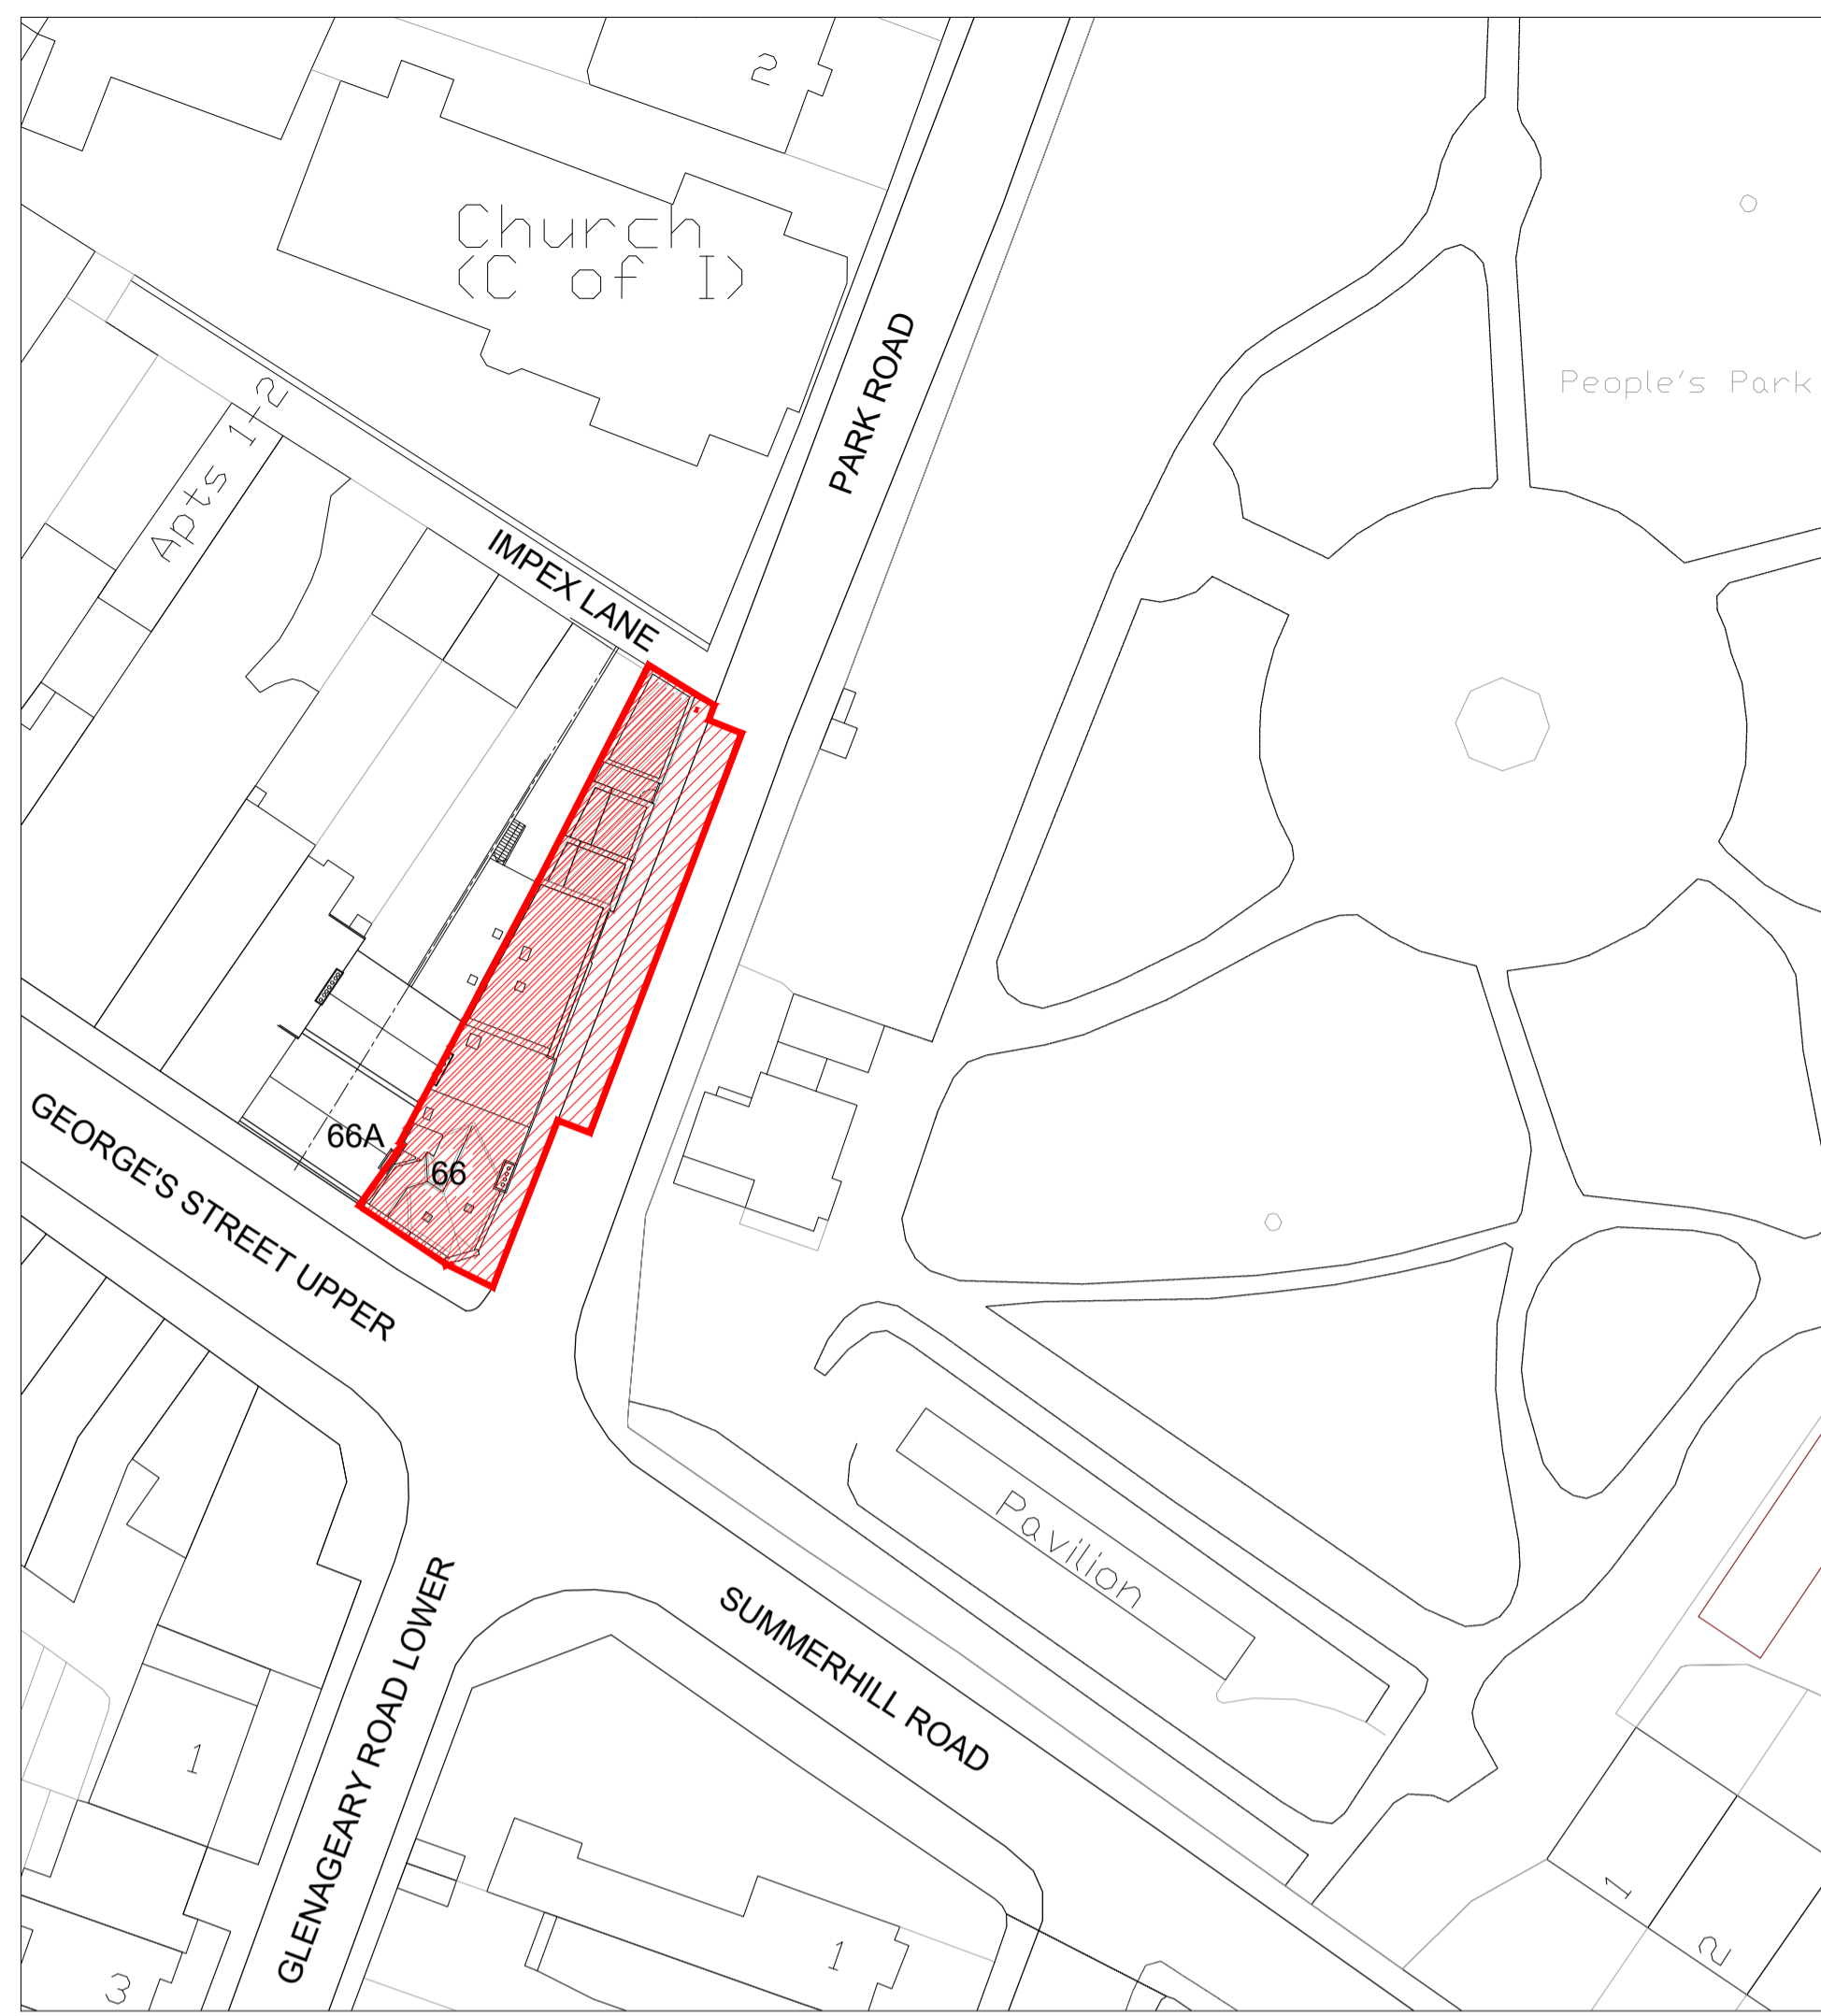 2
Church
(C of I)
PARK ROAD
People's Park
Apts 1-2
IMPEX LANE
GEORGE'S STREET UPPER
66A
66
Pavilion
SUMMERHILL ROAD
GLENAGEARY ROAD LOWER
1
1
1
2
3